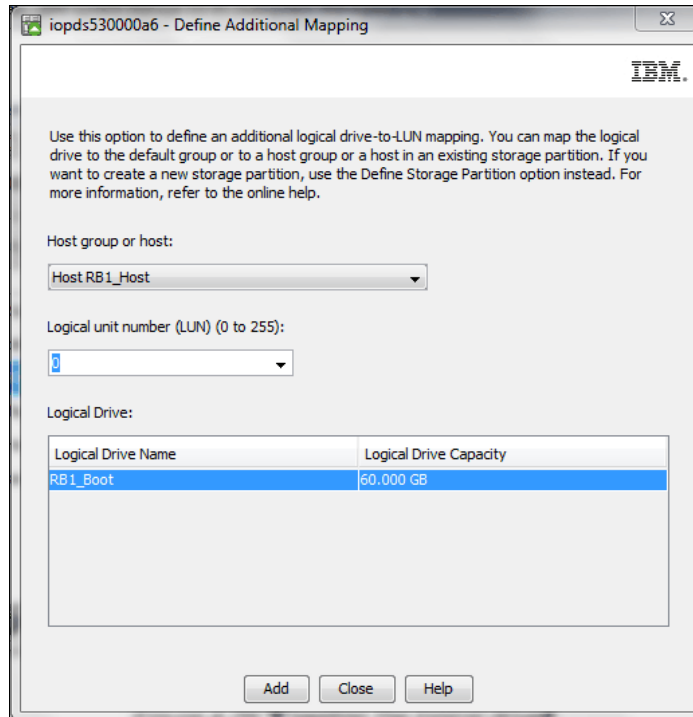 iopds530000a6 - Define Additional Mapping
IBM.
Use this option to define an additional logical drive-to-LUN mapping. You can map the logical
drive to the default group or to a host group or a host in an existing storage partition. If you
want to create a new storage partition, use the Define Storage Partition option instead. For
more information, refer to the online help.
Host group or host:
Host RB1_Host
Logical unit number (LUN) (0 to 255):
0
Logical Drive:
Logical Drive Name Logical Drive Capacity
RB1_Boot 60.000 GB
Add Close Help